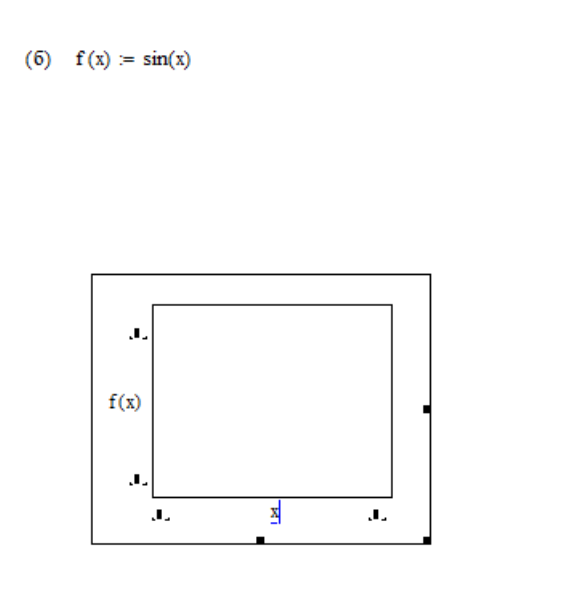 (б) f(x) := sin(x)
f(x)
x